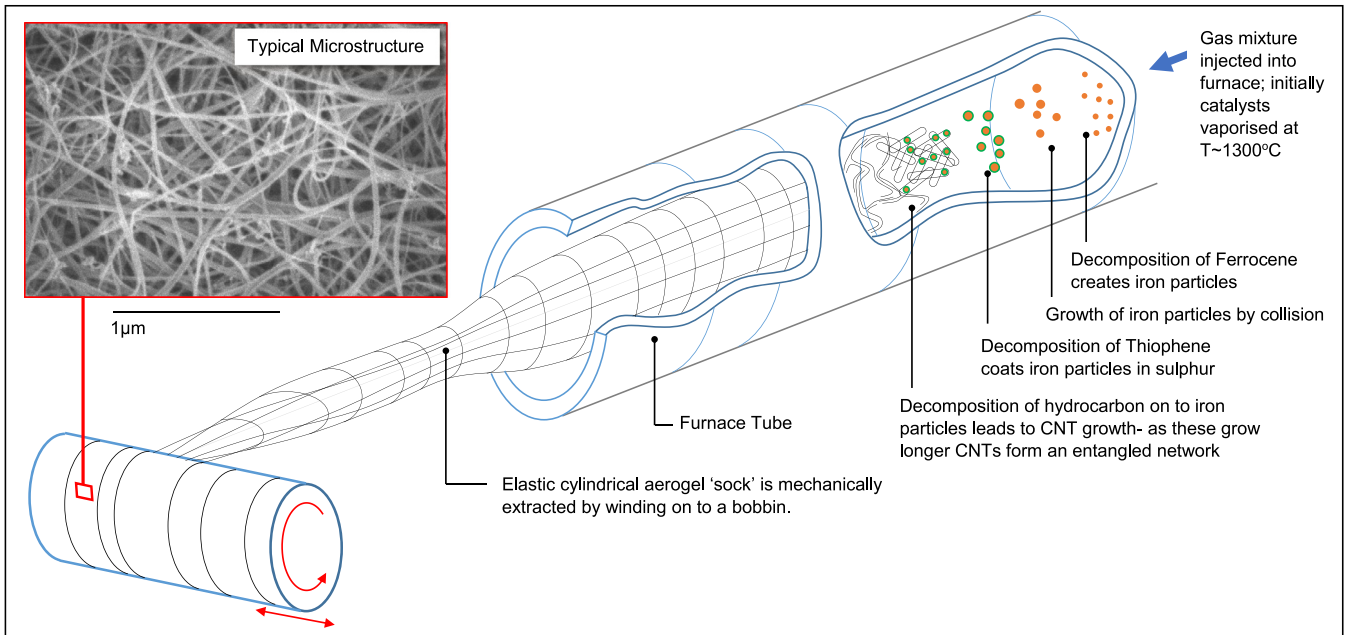 Typical Microstructure
1µm
Gas mixture
injected into
furnace; initially
catalysts
vaporised at
T~1300ºC
Decomposition of Ferrocene
creates iron particles
Growth of iron particles by collision
Decomposition of Thiophene
coats iron particles in sulphur
Decomposition of hydrocarbon on to iron
particles leads to CNT growth- as these grow
longer CNTs form an entangled network
Furnace Tube
Elastic cylindrical aerogel ‘sock’ is mechanically
extracted by winding on to a bobbin.